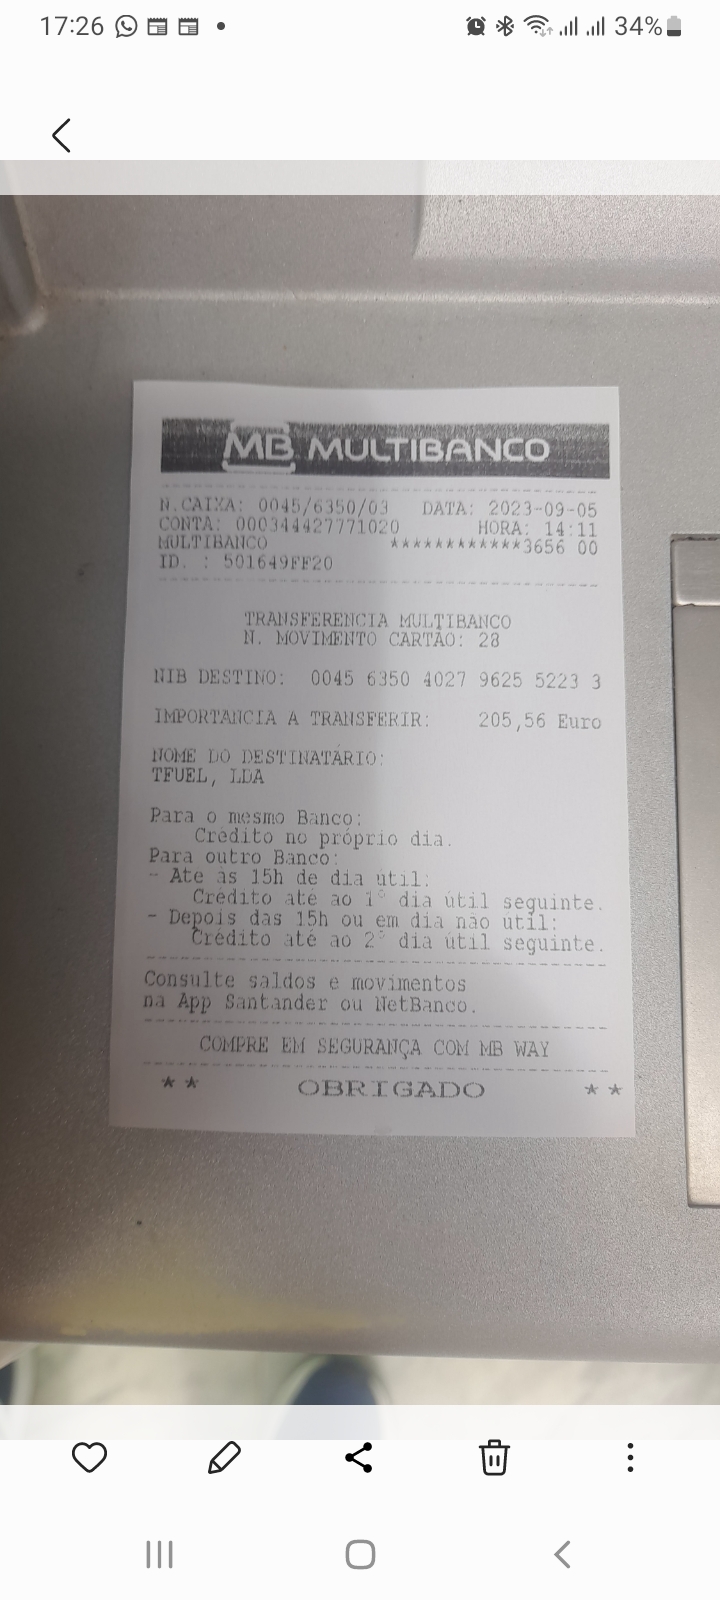 17:26
34%
MB MULTIBANCO
N.CAIXA: 0045/6350/03 DATA: 2023-09-05
CONTA: 000344427771020 HORA: 14:11
MULTIBANCO ************3656 00
ID. : 501649FF20
TRANSFERENCIA MULTIBANCO
N. MOVIMENTO CARTÃO: 28
NIB DESTINO: 0045 6350 4027 9625 5223 3
IMPORTANCIA A TRANSFERIR: 205,56 Euro
NOME DO DESTINATÁRIO:
TFUEL, LDA
Para o mesmo Banco:
Crédito no próprio dia.
Para outro Banco:
- Ate as 15h de dia útil:
Crédito até ao 1º dia útil seguinte.
- Depois das 15h ou em dia não útil:
Crédito até ao 2º dia útil seguinte.
Consulte saldos e movimentos
na App Santander ou NetBanco.
COMPRE EM SEGURANÇA COM MB WAY
** OBRIGADO **